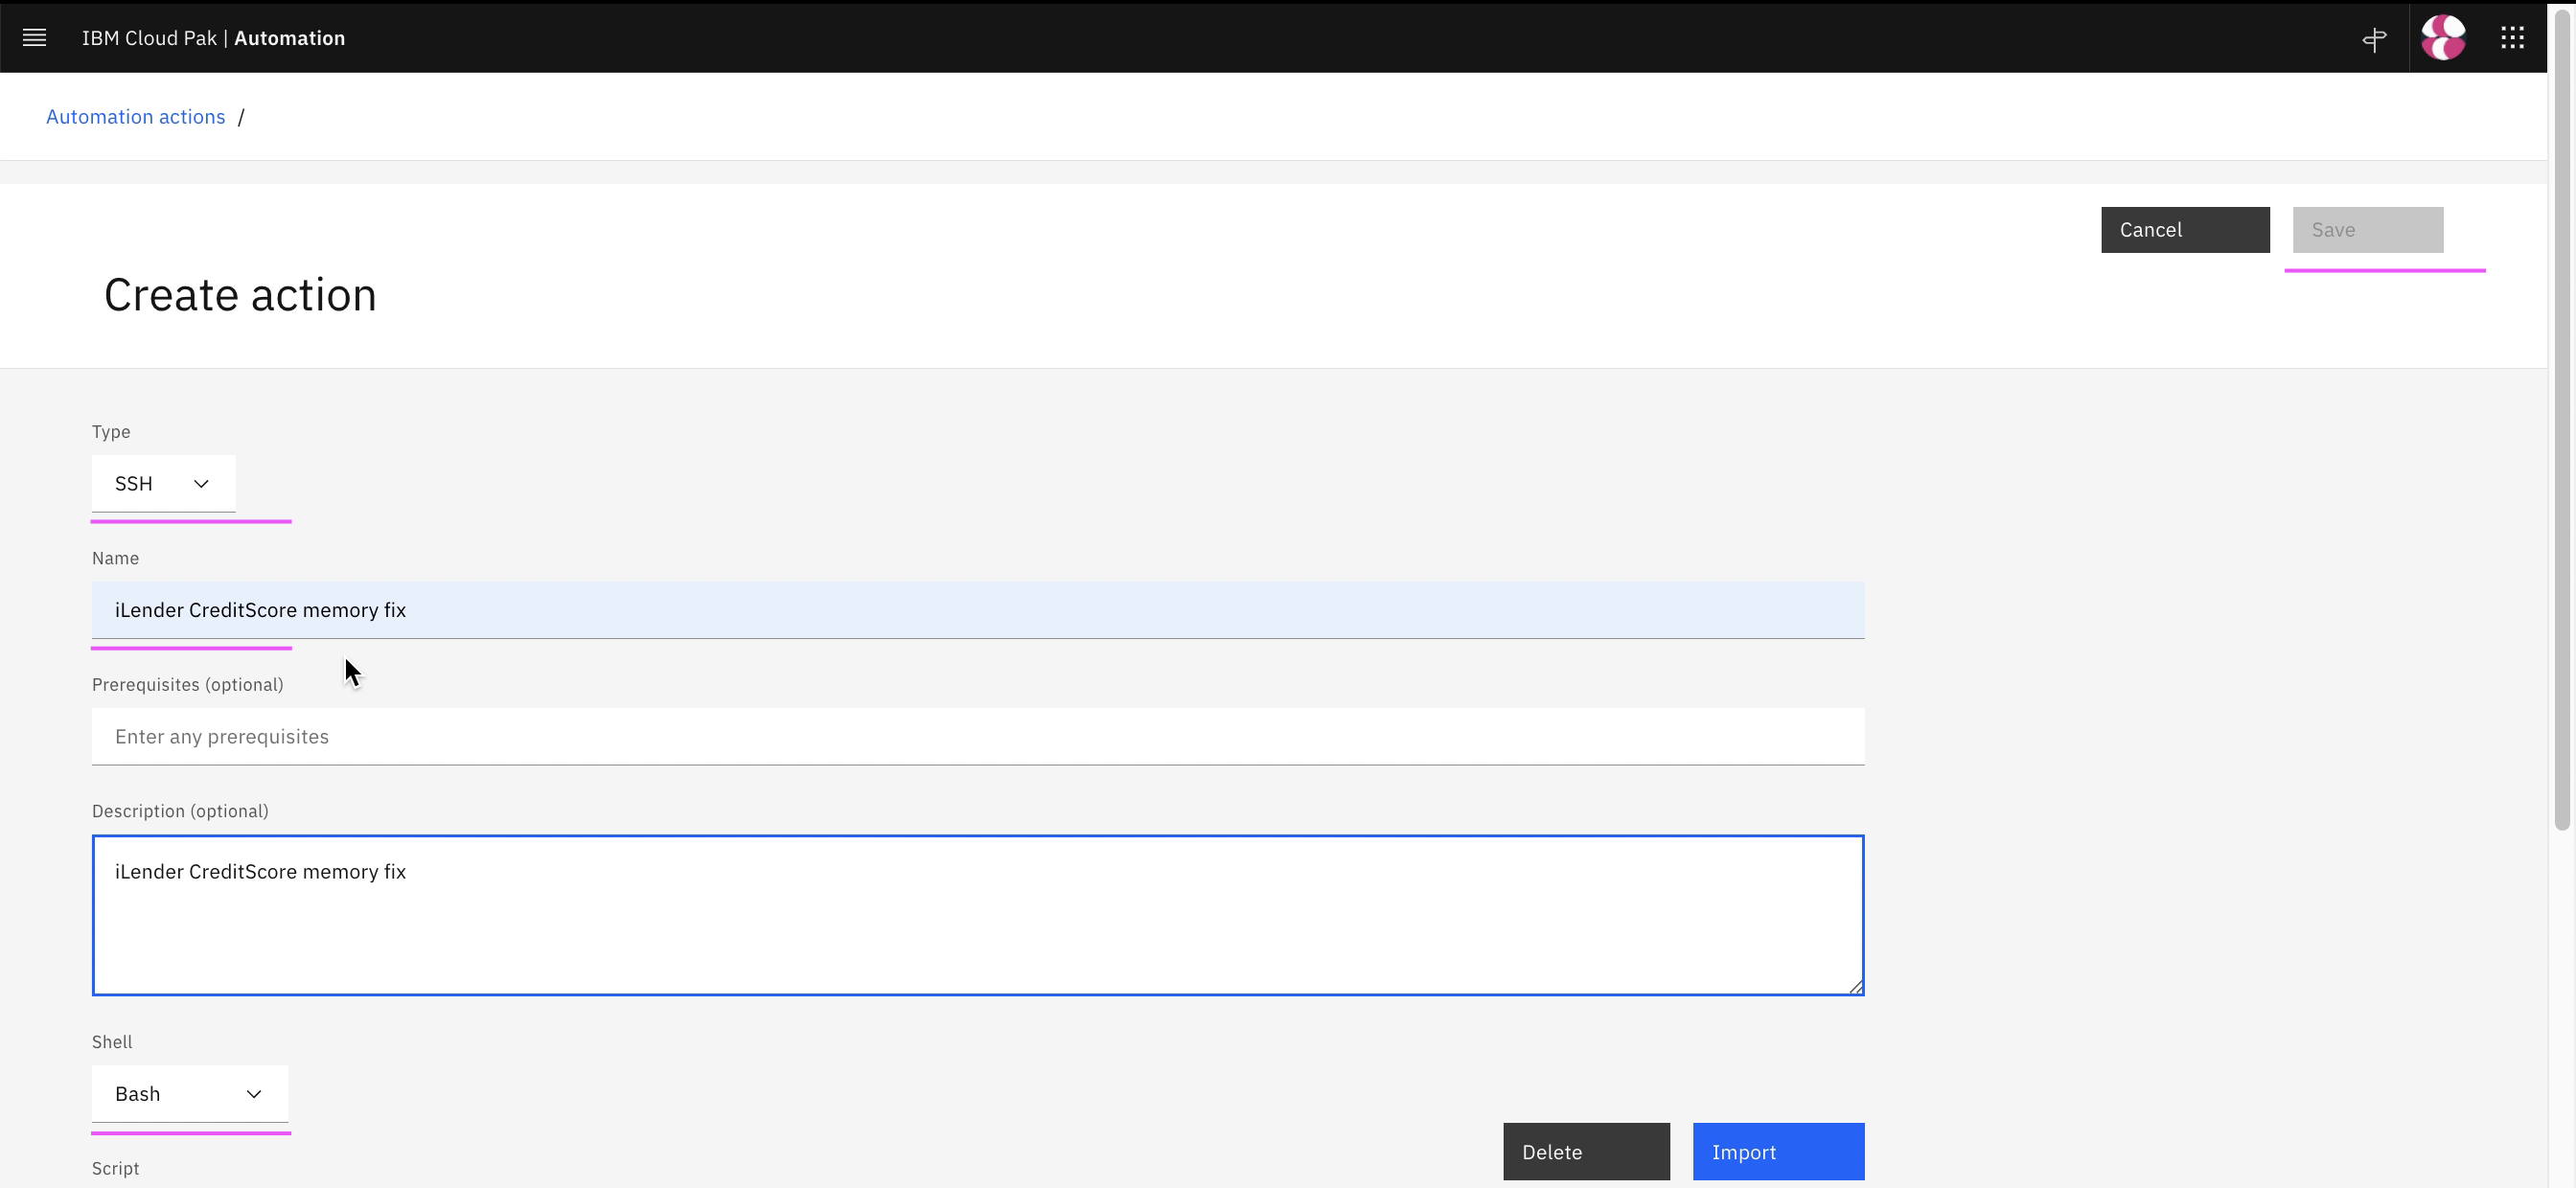 IBM Cloud Pak | Automation
Automation actions /
Cancel
Save
Create action
Type
SSH
Name
iLender CreditScore memory fix
Prerequisites (optional)
Enter any prerequisites
Description (optional)
iLender CreditScore memory fix
Shell
Bash
Delete
Import
Script